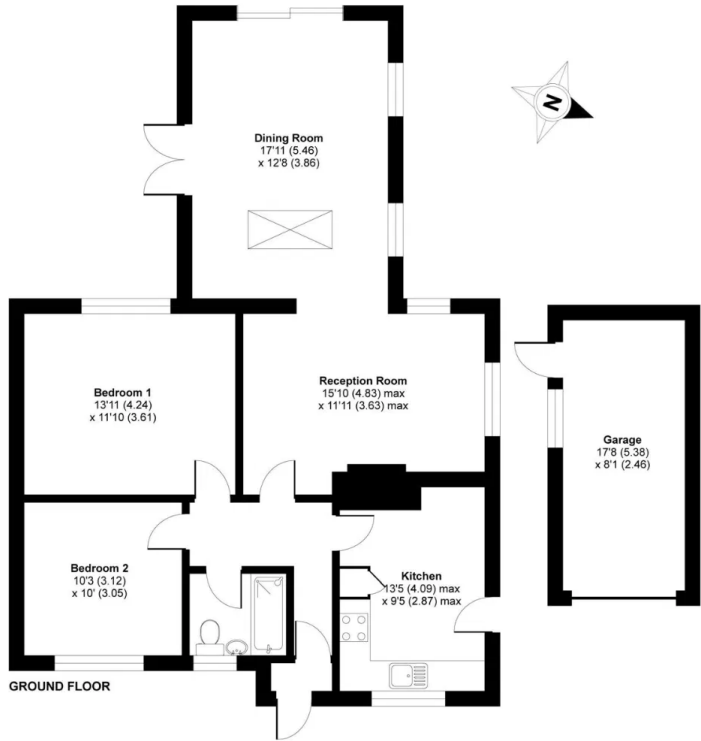 Dining Room
17'11 (5.46)
x 12'8 (3.86)
N
Bedroom 1
13'11 (4.24)
x 11'10 (3.61)
Reception Room
15'10 (4.83) max
x 11'11 (3.63) max
Garage
17'8 (5.38)
x 8'1 (2.46)
Bedroom 2
10'3 (3.12)
x 10' (3.05)
Kitchen
13'5 (4.09) max
x 9'5 (2.87) max
GROUND FLOOR